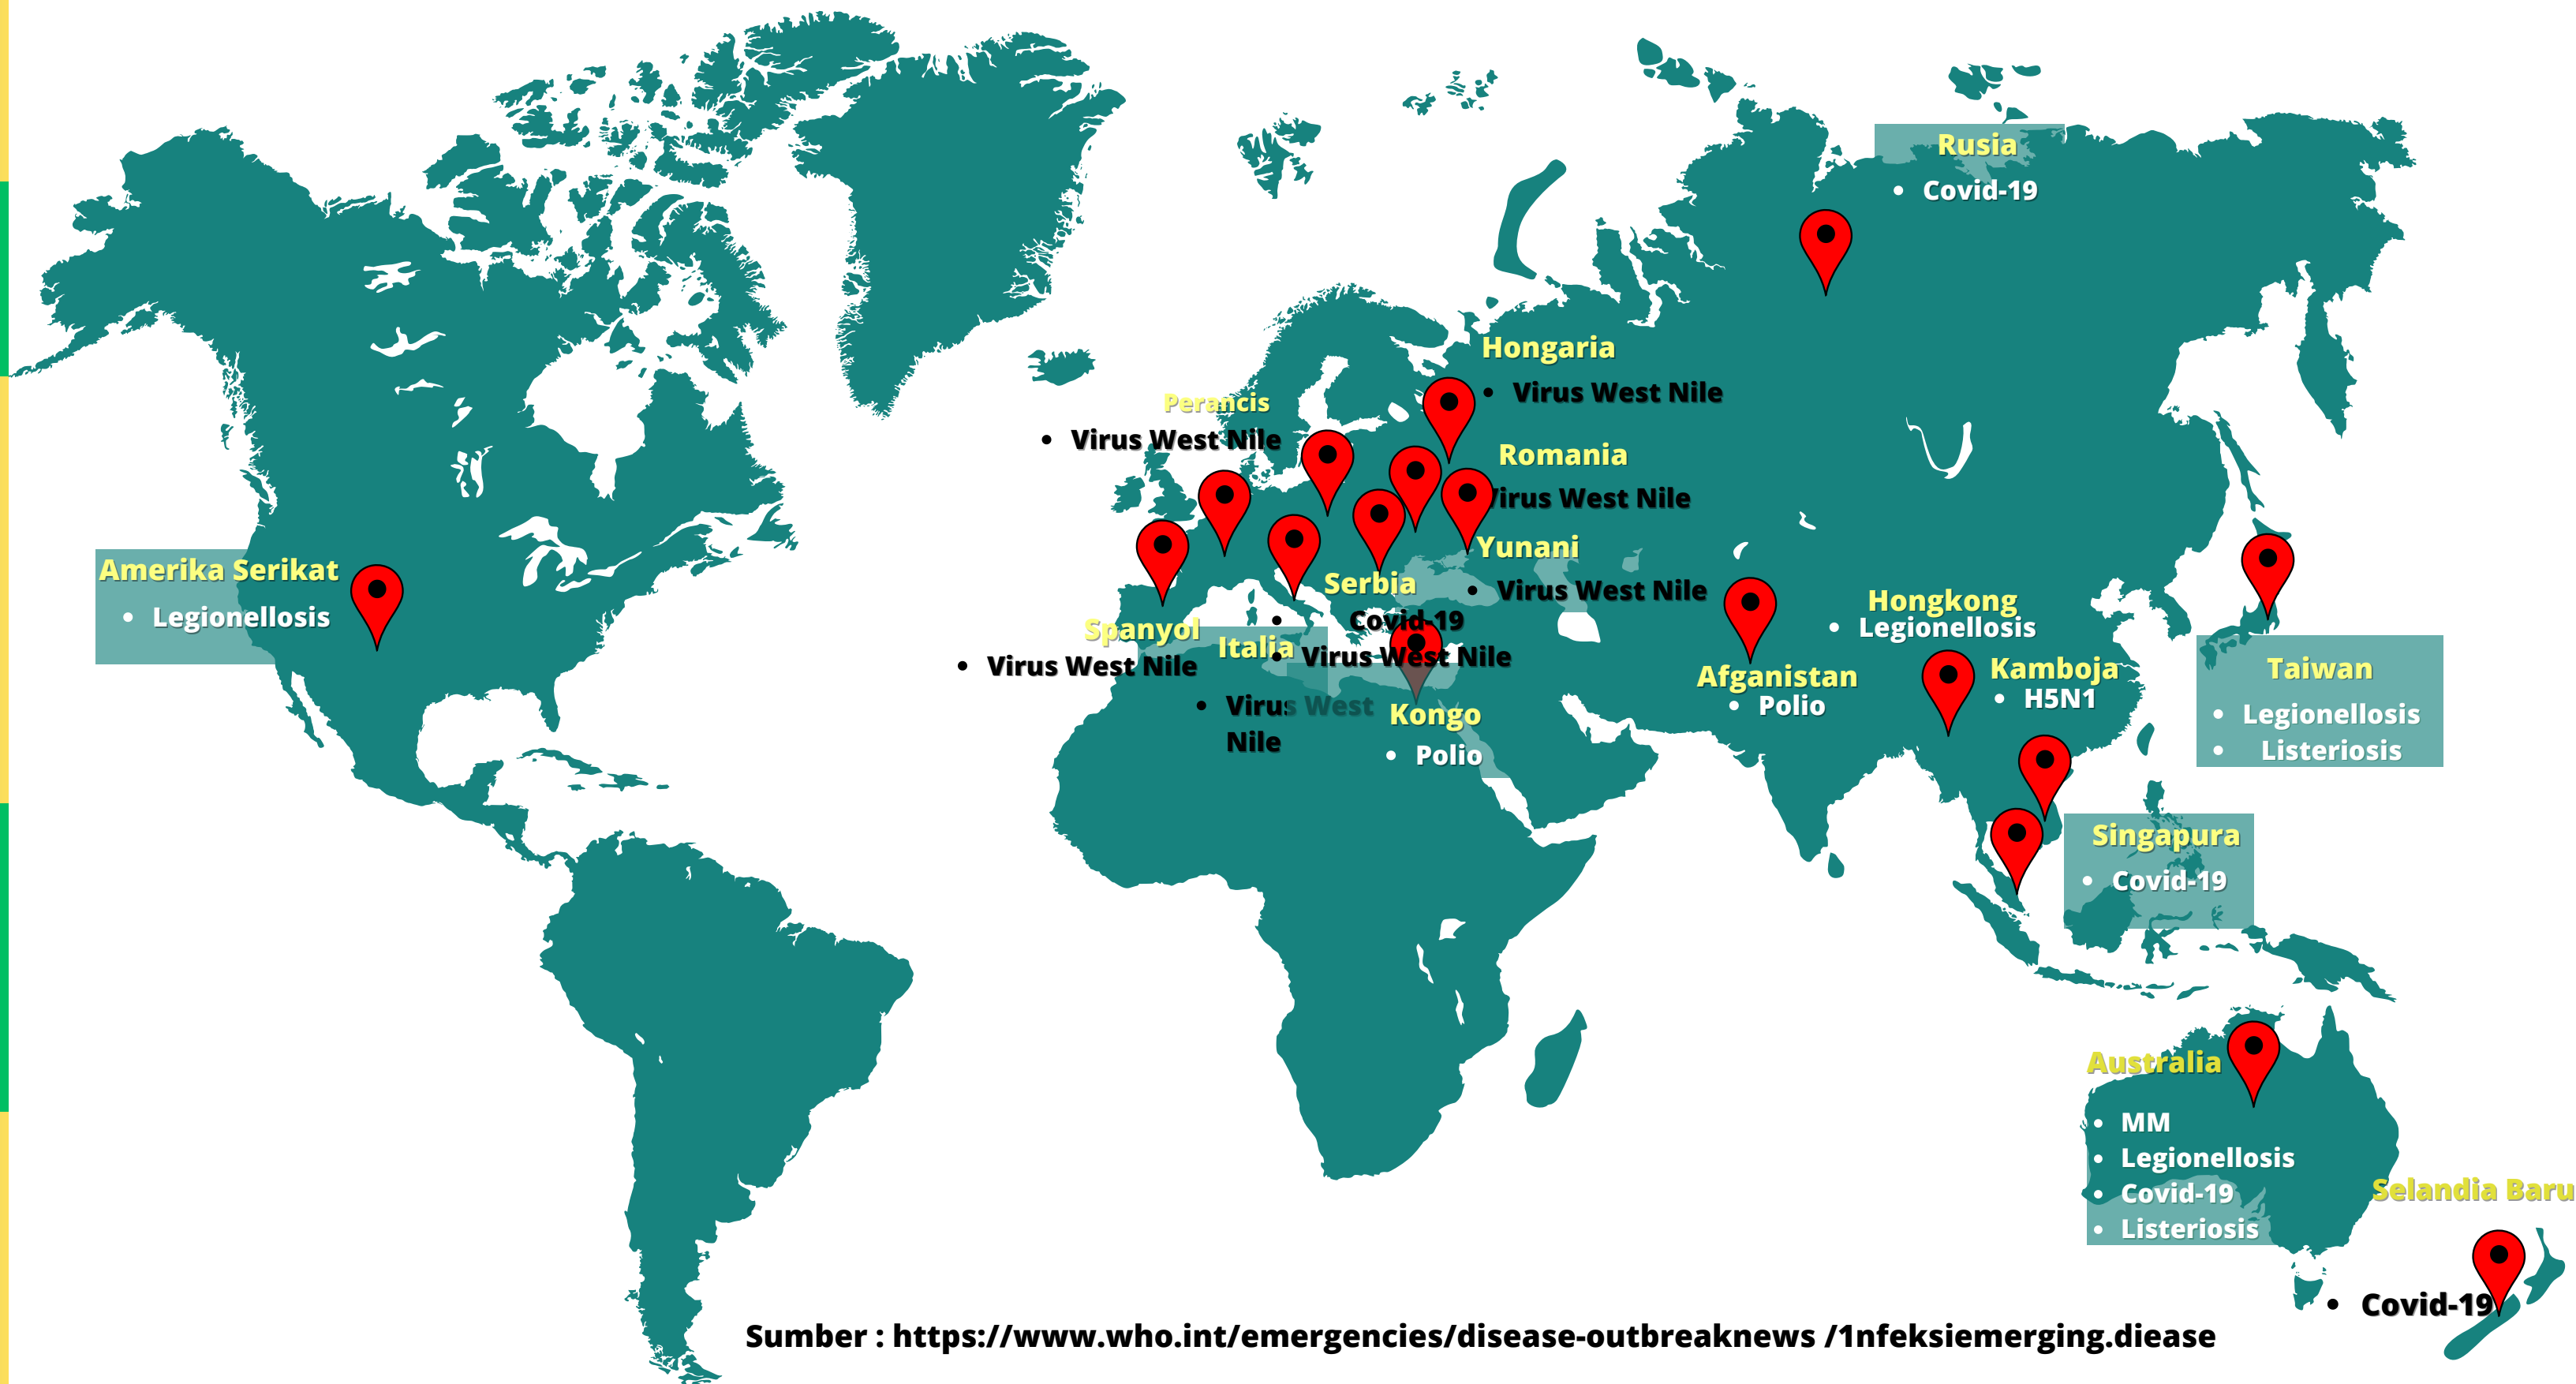 Rusia
• Covid-19
Hongaria
• Virus West Nile
Perancis
• Virus West Nile
Romania
Virus West Nile
Yunani
• Virus West Nile
Serbia
• Covid-19
• Virus West Nile
Spanyol
• Virus West Nile
Italia
• Virus West
Nile
Kongo
• Polio
Amerika Serikat
• Legionellosis
Afganistan
• Polio
Hongkong
• Legionellosis
Kamboja
• H5N1
Taiwan
• Legionellosis
• Listeriosis
Singapura
• Covid-19
Australia
• MM
• Legionellosis
• Covid-19
• Listeriosis
Selandia Baru
• Covid-19
Sumber : https://www.who.int/emergencies/disease-outbreaknews /1nfeksiemerging.diease